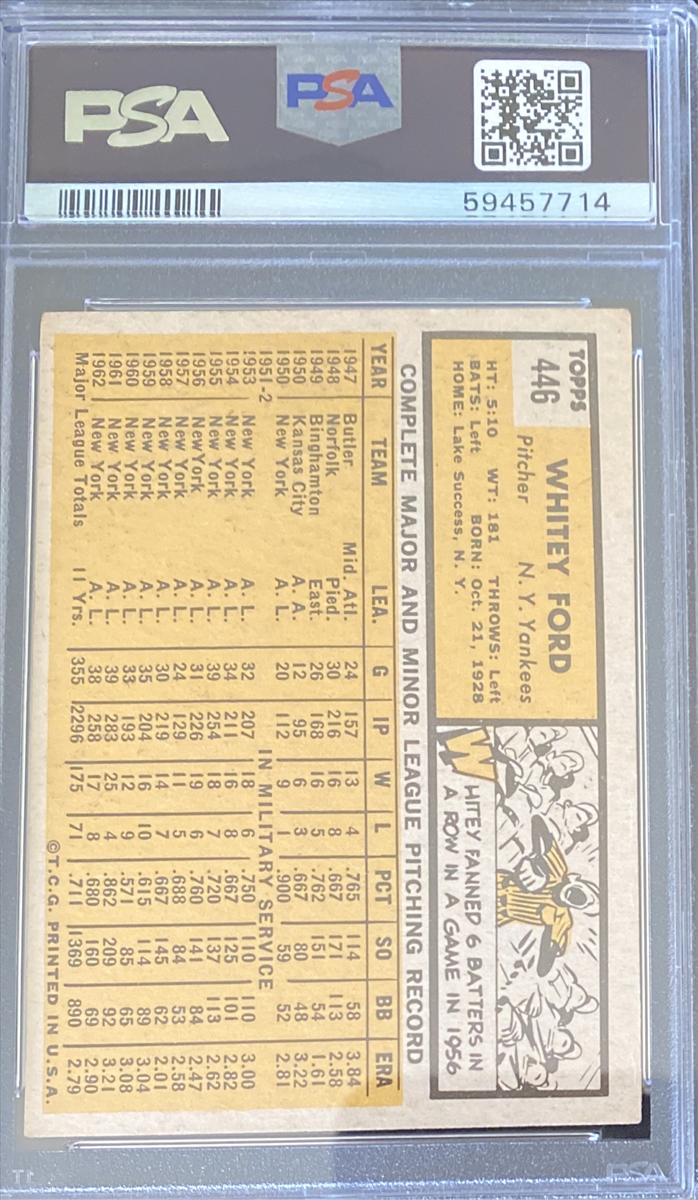 PSA
PSA
59457714
TOPPS
446
WHITEY FORD
Pitcher N. Y. Yankees
HT: 5:10 WT: 181 THROWS: Left
BATS: Left BORN: Oct. 21, 1928
HOME: Lake Success, N. Y.
WHITEY FANNED 6 BATTERS IN
A ROW IN A GAME IN 1956
COMPLETE MAJOR AND MINOR LEAGUE PITCHING RECORD
YEAR TEAM LEA. G IP W L PCT SO BB ERA
1947 Butler Mid. Atl. 24 157 13 4 .765 114 58 3.84
1948 Norfolk Pied. 30 216 16 8 .667 171 113 2.58
1949 Binghamton East. 26 168 16 5 .762 151 54 1.61
1950 Kansas City A. A. 12 95 6 3 .667 80 48 3.22
1950 New York A. L. 20 112 9 1 .900 59 52 2.81
1951-2 IN MILITARY SERVICE
1953 New York A. L. 32 207 18 6 .750 110 110 3.00
1954 New York A. L. 34 211 16 8 .667 125 101 2.82
1955 New York A. L. 39 254 18 7 .720 137 113 2.62
1956 New York A. L. 31 226 19 6 .760 141 84 2.47
1957 New York A. L. 24 129 11 5 .688 84 53 2.58
1958 New York A. L. 30 219 14 7 .667 145 62 2.01
1959 New York A. L. 35 204 16 10 .615 114 89 3.04
1960 New York A. L. 33 193 12 9 .571 85 65 3.08
1961 New York A. L. 39 283 25 4 .862 209 92 3.21
1962 New York A. L. 38 258 17 8 .680 160 69 2.90
Major League Totals 11 Yrs. 355 2296 175 71 .711 1369 890 2.79
©T.C.G. PRINTED IN U.S.A.
PSA